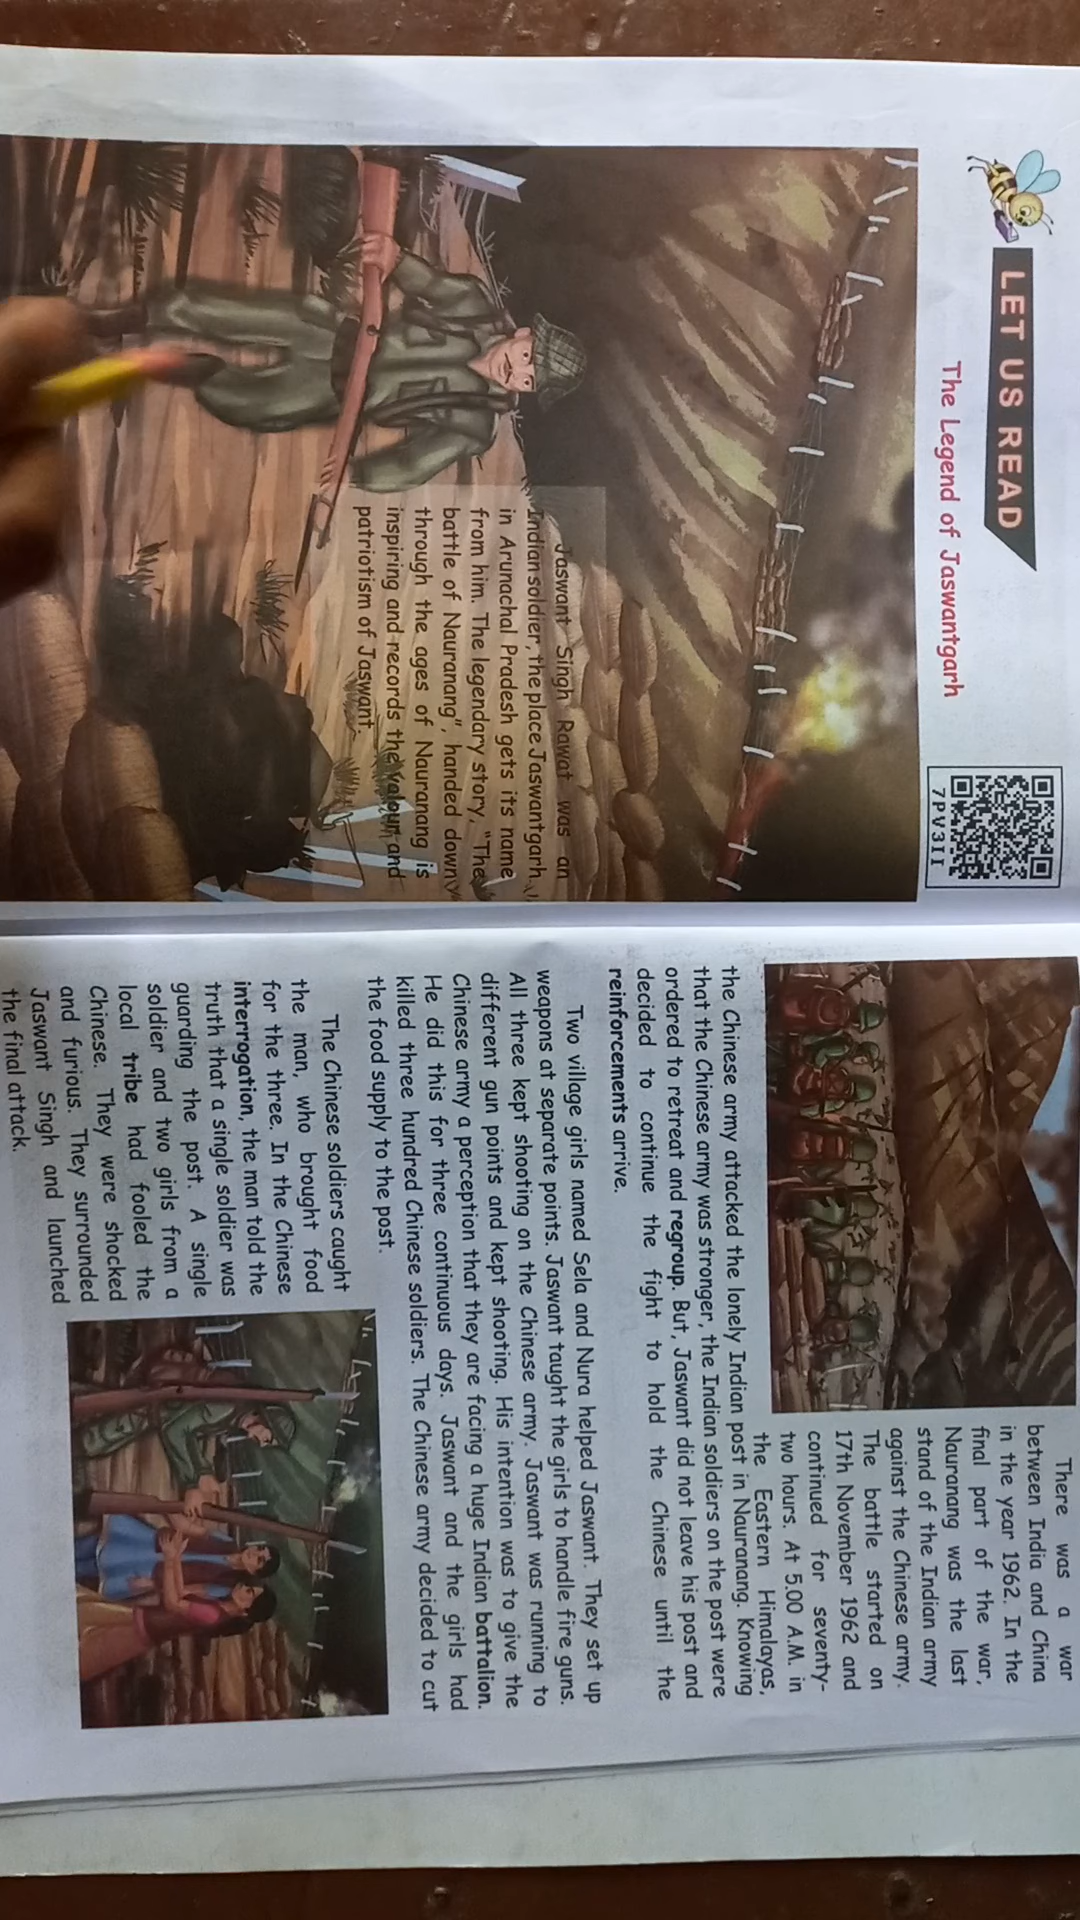 LET US READ
The Legend of Jaswantgarh
7PV3II
Jaswant Singh Rawat was an
Indian soldier, the place Jaswantgarh
in Arunachal Pradesh gets its name
from him. The legendary story, "The
battle of Nauranang", handed down
through the ages of Nauranang is
inspiring and records the valour and
patriotism of Jaswant.
There was a war
between India and China
in the year 1962. In the
final part of the war,
Nauranang was the last
stand of the Indian army
against the Chinese army.
The battle started on
17th November 1962 and
continued for seventy-
two hours. At 5.00 A.M. in
the Eastern Himalayas,
the Chinese army attacked the lonely Indian post in Nauranang. Knowing
that the Chinese army was stronger, the Indian soldiers on the post were
ordered to retreat and regroup. But, Jaswant did not leave his post and
decided to continue the fight to hold the Chinese until the
reinforcements arrive.
Two village girls named Sela and Nura helped Jaswant. They set up
weapons at separate points. Jaswant taught the girls to handle fire guns.
All three kept shooting on the Chinese army. Jaswant was running to
different gun points and kept shooting. His intention was to give the
Chinese army a perception that they are facing a huge Indian battalion.
He did this for three continuous days. Jaswant and the girls had
killed three hundred Chinese soldiers. The Chinese army decided to cut
the food supply to the post.
The Chinese soldiers caught
the man, who brought food
for the three. In the Chinese
interrogation, the man told the
truth that a single soldier was
guarding the post. A single
soldier and two girls from a
local tribe had fooled the
Chinese. They were shocked
and furious. They surrounded
Jaswant Singh and launched
the final attack.